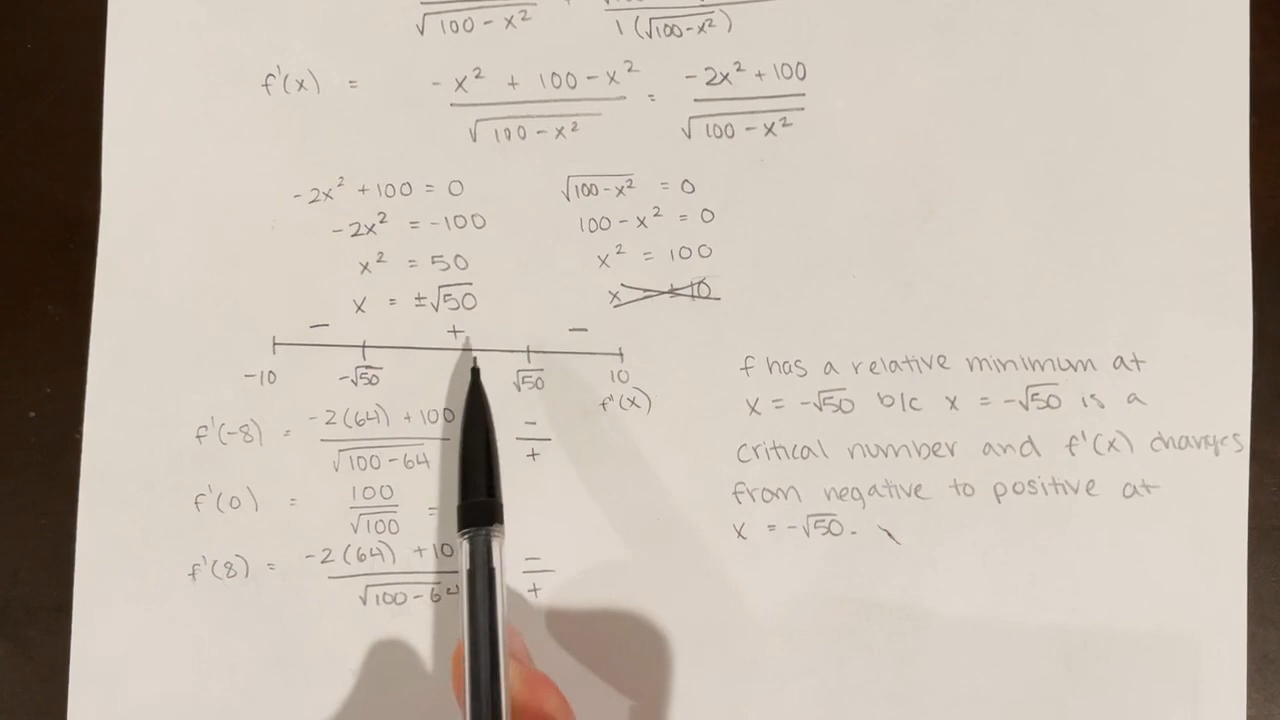 √100 - x² 1(√100-x²)
f'(x) = - x² + 100 - x² / √100 - x² = -2x² + 100 / √100 - x²
-2x² + 100 = 0 √100-x² = 0
-2x² = -100 100 - x² = 0
x² = 50 x² = 100
x = ±√50
− + −
-10 -√50 √50 10
f'(x)
f'(-8) = -2(64) + 100 / √100-64 − / +
f'(0) = 100 / √100 =
f'(8) = -2(64) + 10 / √100-6 − / +
f has a relative minimum at
x = -√50 b/c x = -√50 is a
critical number and f'(x) changes
from negative to positive at
x = -√50.